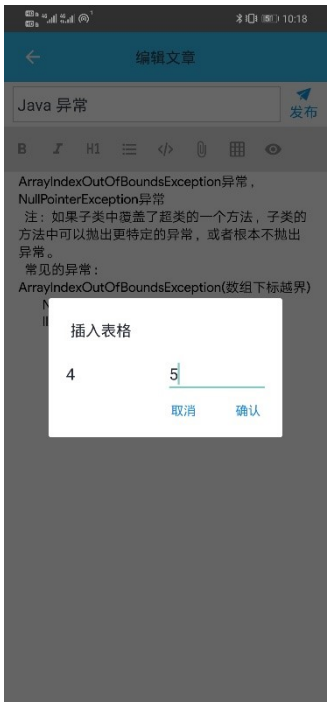 10:18
编辑文章
Java 异常
发布
B I H1 </>
ArrayIndexOutOfBoundsException异常，
NullPointerException异常
注：如果子类中覆盖了超类的一个方法，子类的
方法中可以抛出更特定的异常，或者根本不抛出
异常。
常见的异常：
ArrayIndexOutOfBoundsException(数组下标越界)
插入表格
4 5
取消 确认